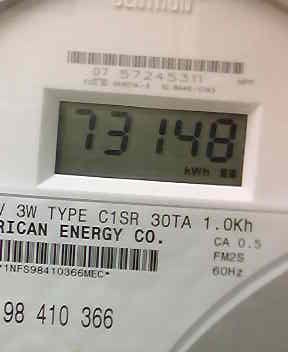 07 57245311
73148
kWh
V 3W TYPE C1SR 30TA 1.0Kh
RICAN ENERGY CO.
CA 0.5
FM2S
60Hz
*1NFS98410366MEC*
98 410 366